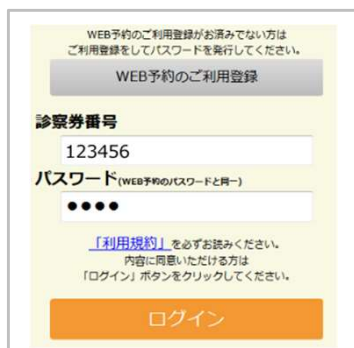 WEB予約のご利用登録がお済みでない方は
ご利用登録をしてパスワードを発行してください。
WEB予約のご利用登録
診察券番号
123456
パスワード(WEB予約のパスワードと同一)
●●●●
「利用規約」を必ずお読みください。
内容に同意いただける方は
「ログイン」ボタンをクリックしてください。
ログイン